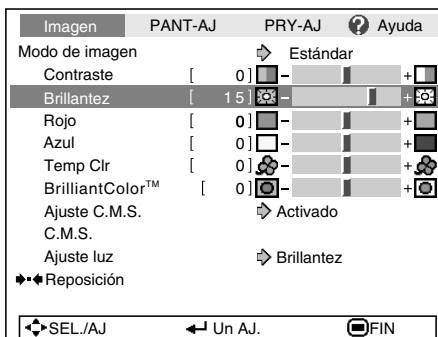 Imagen PANT-AJ PRY-AJ ? Ayuda
Modo de imagen Estándar
Contraste [ 0] - +
Brillantez [ 15] - +
Rojo [ 0] - +
Azul [ 0] - +
Temp Clr [ 0] - +
BrilliantColor™ [ 0] - +
Ajuste C.M.S. Activado
C.M.S.
Ajuste luz Brillantez
Reposición
SEL./AJ Un AJ. FIN